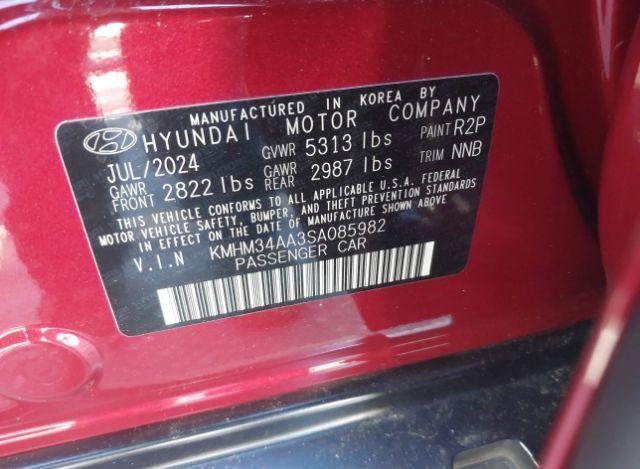 MANUFACTURED IN KOREA BY
HYUNDAI MOTOR COMPANY
JUL/2024 GVWR 5313 lbs PAINT R2P
GAWR FRONT 2822 lbs GAWR REAR 2987 lbs TRIM NNB
THIS VEHICLE CONFORMS TO ALL APPLICABLE U.S.A. FEDERAL
MOTOR VEHICLE SAFETY, BUMPER, AND THEFT PREVENTION STANDARDS
IN EFFECT ON THE DATE OF MANUFACTURE SHOWN ABOVE.
V.I.N KMHM34AA3SA085982
PASSENGER CAR